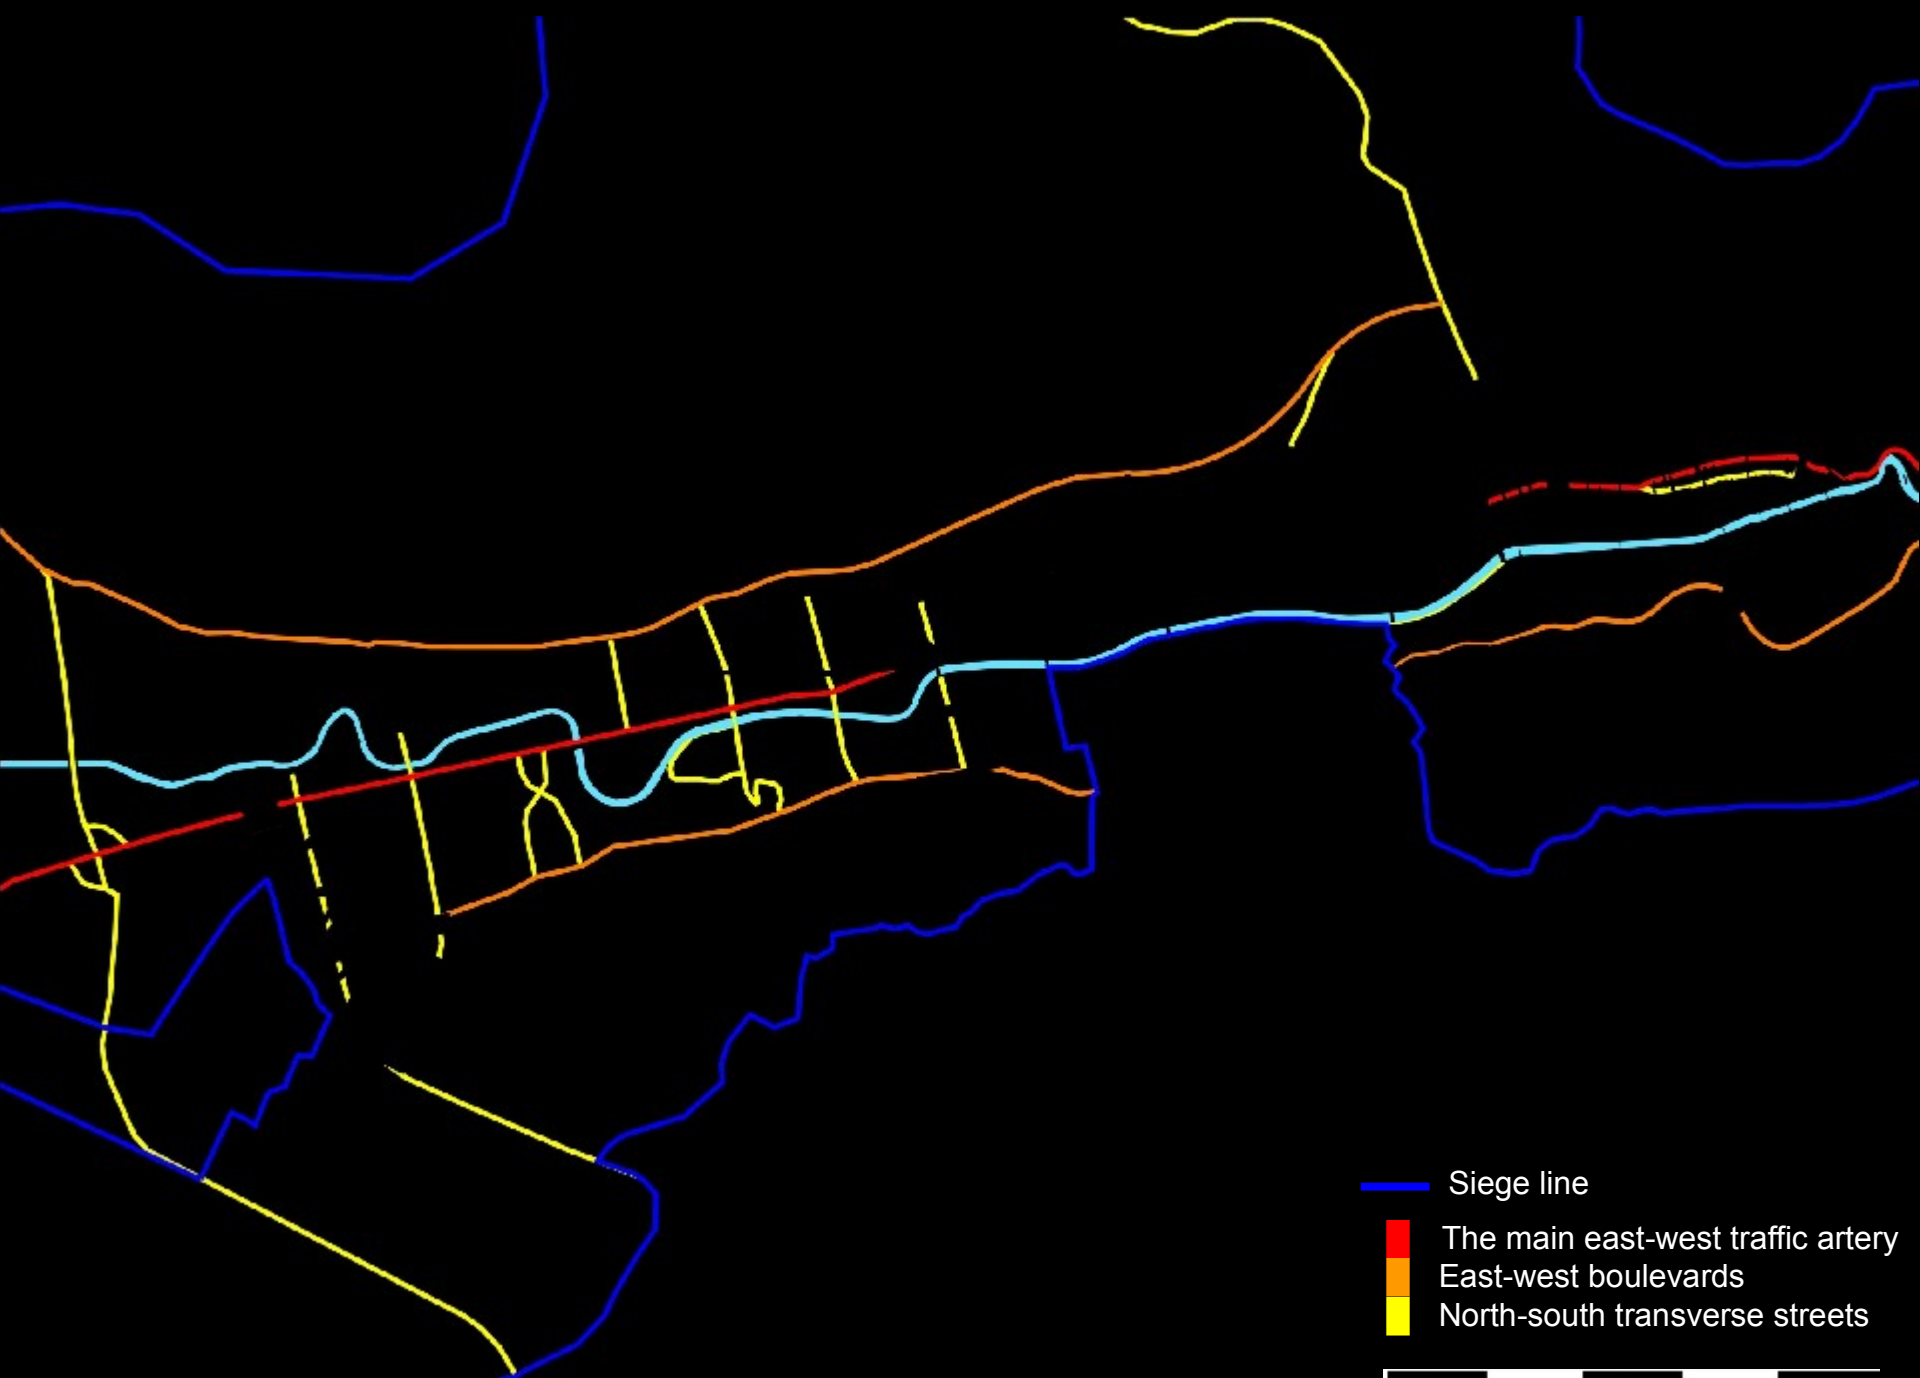 Siege line
The main east-west traffic artery
East-west boulevards
North-south transverse streets